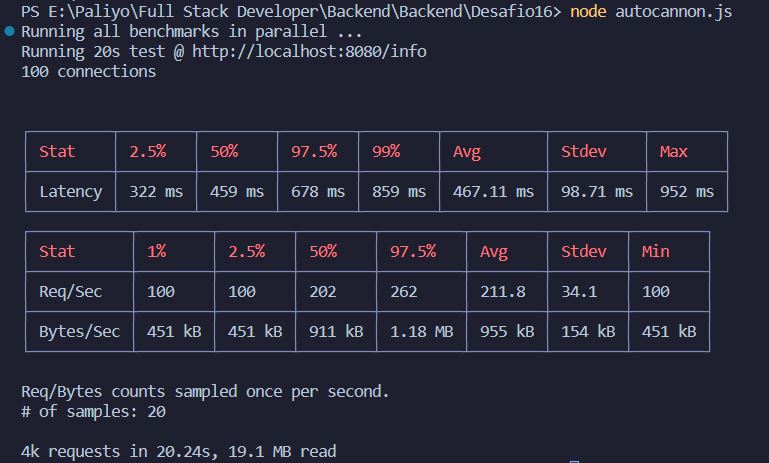 PS E:\Paliyo\Full Stack Developer\Backend\Backend\Desafio16> node autocannon.js
Running all benchmarks in parallel ...
Running 20s test @ http://localhost:8080/info
100 connections
Stat 2.5% 50% 97.5% 99% Avg Stdev Max
Latency 322 ms 459 ms 678 ms 859 ms 467.11 ms 98.71 ms 952 ms
Stat 1% 2.5% 50% 97.5% Avg Stdev Min
Req/Sec 100 100 202 262 211.8 34.1 100
Bytes/Sec 451 kB 451 kB 911 kB 1.18 MB 955 kB 154 kB 451 kB
Req/Bytes counts sampled once per second.
# of samples: 20
4k requests in 20.24s, 19.1 MB read